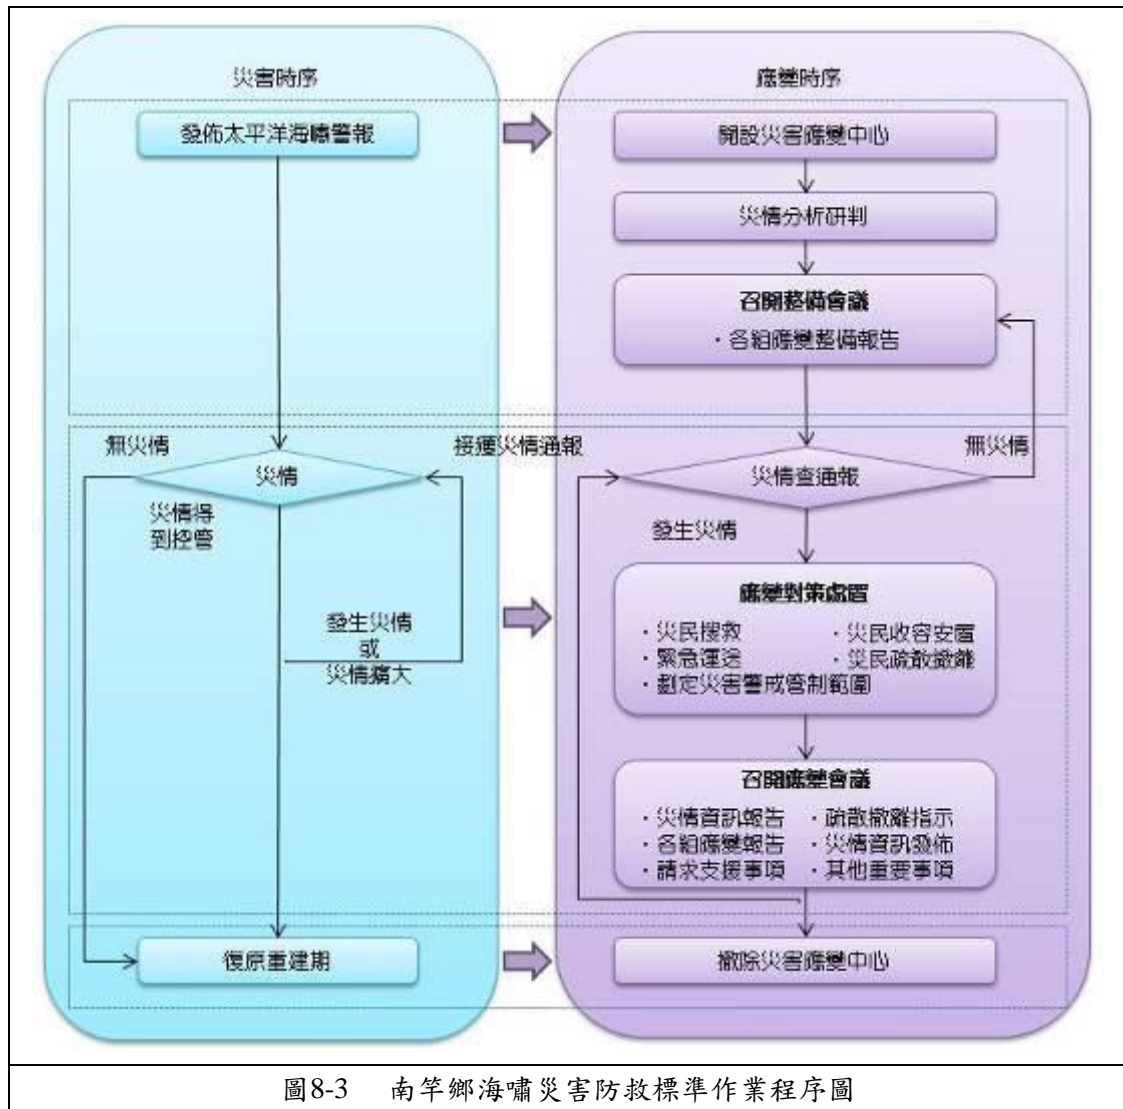 災害時序
發佈太平洋海嘯警報
無災情
災情
災情得
到控管
發生災情
或
災情擴大
復原重建期
接獲災情通報
應變時序
開設災害應變中心
災情分析研判
召開整備會議
・各組應變整備報告
災情查通報
無災情
發生災情
應變對策處置
・災民搜救
・災民收容安置
・緊急運送
・災民疏散撤離
・劃定災害警戒管制範圍
召開應變會議
・災情資訊報告
・疏散撤離指示
・各組應變報告
・災情資訊發佈
・請求支援事項
・其他重要事項
撤除災害應變中心
圖8-3 南竿鄉海嘯災害防救標準作業程序圖